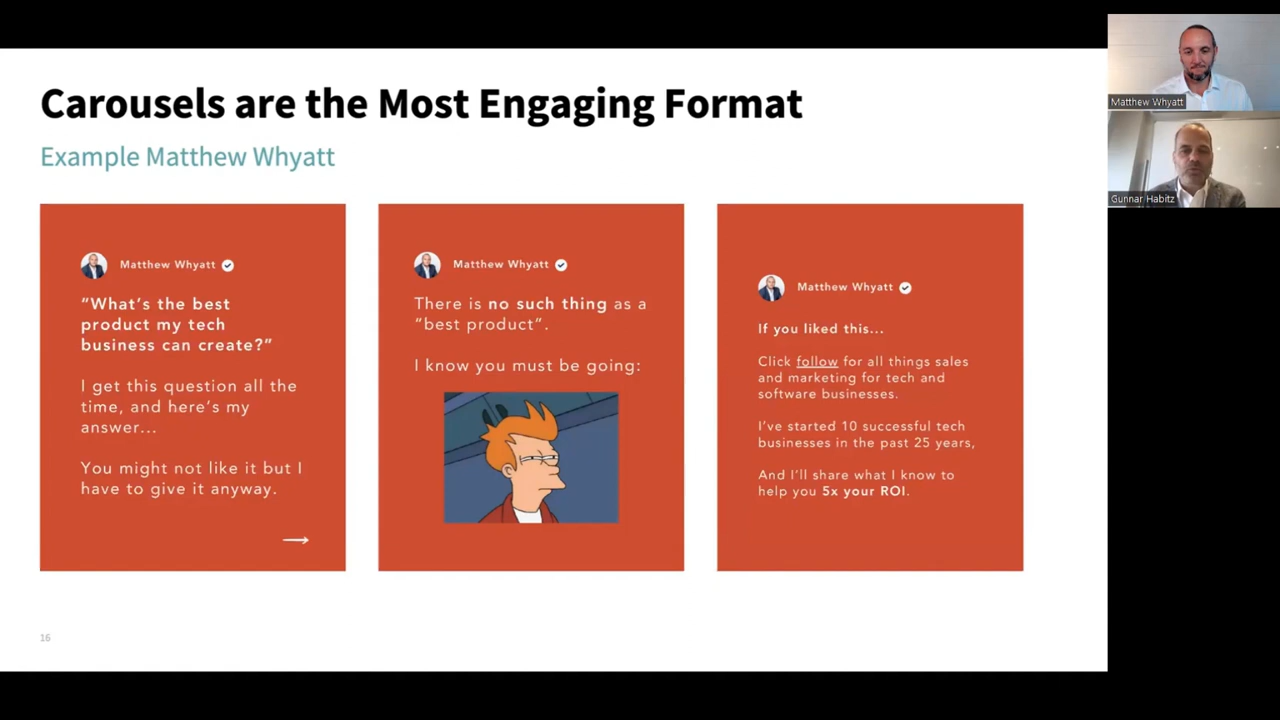 Carousels are the Most Engaging Format
Example Matthew Whyatt
Matthew Whyatt
“What’s the best
product my tech
business can create?”
I get this question all the
time, and here’s my
answer...
You might not like it but I
have to give it anyway.
Matthew Whyatt
There is no such thing as a
“best product”.
I know you must be going:
Matthew Whyatt
If you liked this...
Click follow for all things sales
and marketing for tech and
software businesses.
I’ve started 10 successful tech
businesses in the past 25 years,
And I’ll share what I know to
help you 5x your ROI.
16
Matthew Whyatt
Gunnar Habitz